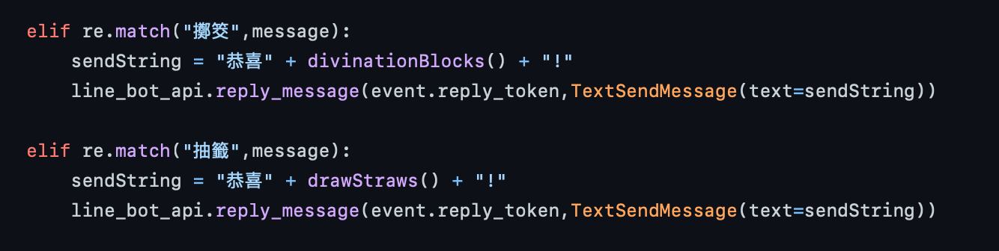 elif re.match("擲筊",message):
    sendString = "恭喜" + divinationBlocks() + "!"
    line_bot_api.reply_message(event.reply_token,TextSendMessage(text=sendString))
elif re.match("抽籤",message):
    sendString = "恭喜" + drawStraws() + "!"
    line_bot_api.reply_message(event.reply_token,TextSendMessage(text=sendString))